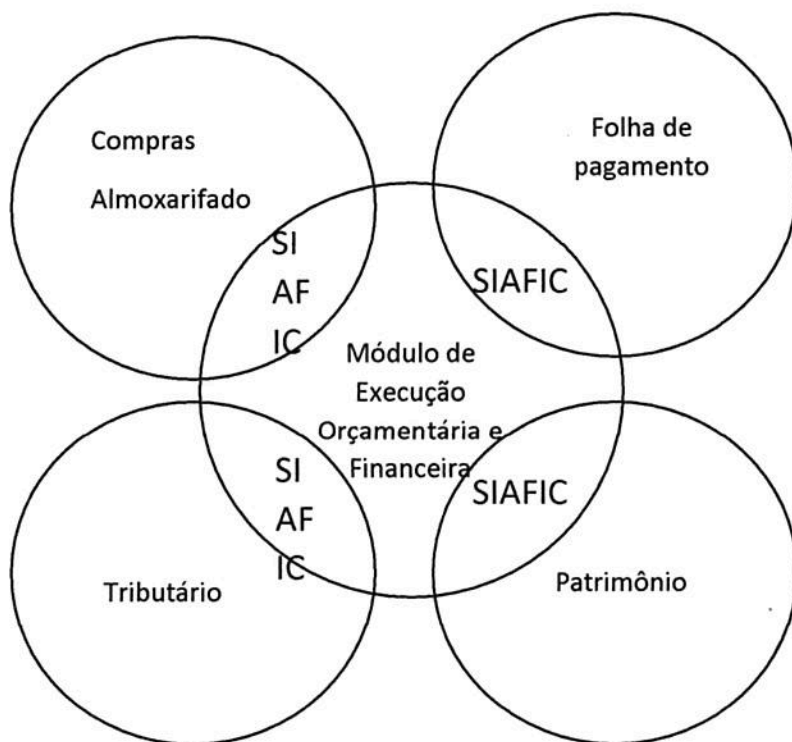 Compras
Almoxarifado
SI
AF
IC
Folha de
pagamento
SIAFIC
Módulo de
Execução
Orçamentária e
Financeira
SI
AF
IC
Tributário
SIAFIC
Patrimônio